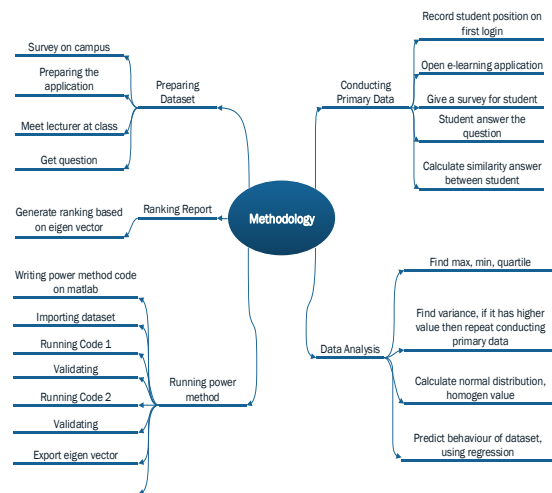 Survey on campus
Preparing the
application
Meet lecturer at class
Get question
Preparing
Dataset
Generate ranking based
on eigen vector
Ranking Report
Writing power method code
on matlab
Importing dataset
Running Code 1
Validating
Running Code 2
Validating
Export eigen vector
Running power
method
Methodology
Conducting
Primary Data
Record student position on
first login
Open e-learning application
Give a survey for student
Student answer the
question
Calculate similarity answer
between student
Data Analysis
Find max, min, quartile
Find variance, if it has higher
value then repeat conducting
primary data
Calculate normal distribution,
homogen value
Predict behaviour of dataset,
using regression